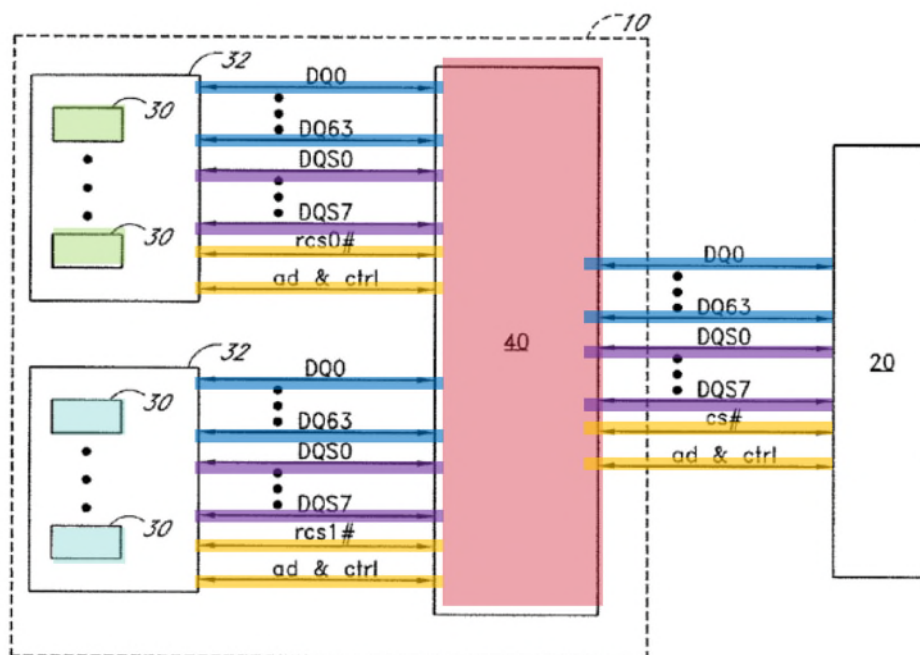 10
32
30
DQ0
DQ63
DQS0
DQS7
30
rcs0#
ad & ctrl
32
30
DQ0
DQ63
DQS0
DQS7
30
rcs1#
ad & ctrl
40
DQ0
DQ63
DQS0
DQS7
cs#
ad & ctrl
20